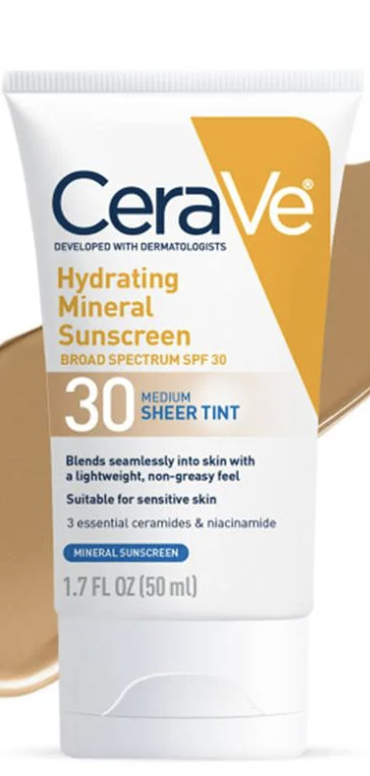 CeraVe®
DEVELOPED WITH DERMATOLOGISTS
Hydrating
Mineral
Sunscreen
BROAD SPECTRUM SPF 30
30 MEDIUM
SHEER TINT
Blends seamlessly into skin with
a lightweight, non-greasy feel
Suitable for sensitive skin
3 essential ceramides & niacinamide
MINERAL SUNSCREEN
1.7 FL OZ (50 ml)